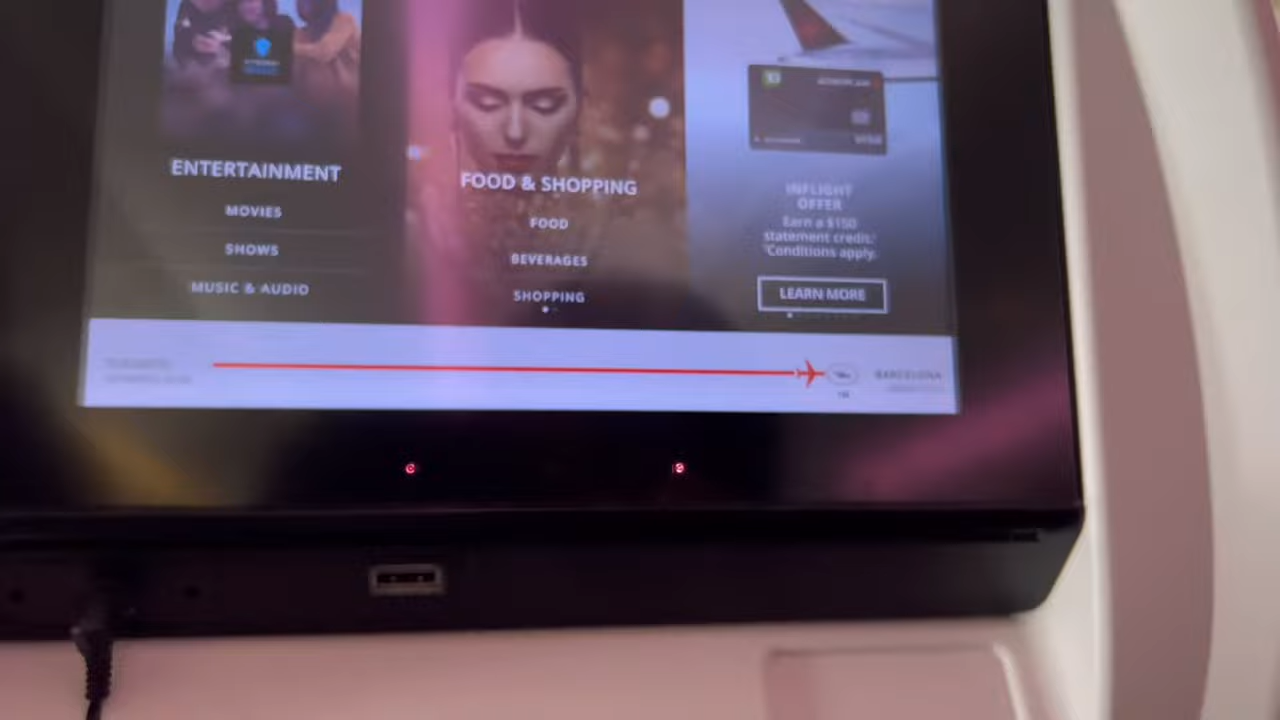 ENTERTAINMENT
MOVIES
SHOWS
MUSIC & AUDIO
FOOD & SHOPPING
FOOD
BEVERAGES
SHOPPING
INFLIGHT
OFFER
Earn a $150
statement credit.
Conditions apply.
LEARN MORE
BARCELONA